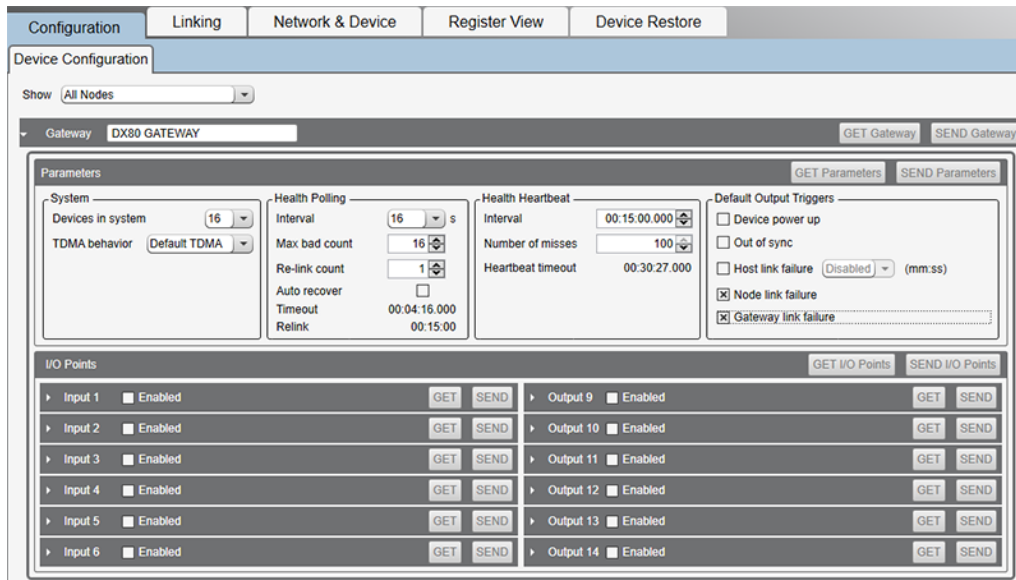 Configuration Linking Network & Device Register View Device Restore
Device Configuration
Show All Nodes
Gateway DX80 GATEWAY GET Gateway SEND Gateway
Parameters GET Parameters SEND Parameters
System
Devices in system 16
TDMA behavior Default TDMA
Health Polling
Interval 16 s
Max bad count 16
Re-link count 1
Auto recover
Timeout 00:04:16.000
Relink 00:15:00
Health Heartbeat
Interval 00:15:00.000
Number of misses 100
Heartbeat timeout 00:30:27.000
Default Output Triggers
Device power up
Out of sync
Host link failure Disabled (mm:ss)
Node link failure
Gateway link failure
I/O Points GET I/O Points SEND I/O Points
Input 1 Enabled GET SEND Output 9 Enabled GET SEND
Input 2 Enabled GET SEND Output 10 Enabled GET SEND
Input 3 Enabled GET SEND Output 11 Enabled GET SEND
Input 4 Enabled GET SEND Output 12 Enabled GET SEND
Input 5 Enabled GET SEND Output 13 Enabled GET SEND
Input 6 Enabled GET SEND Output 14 Enabled GET SEND